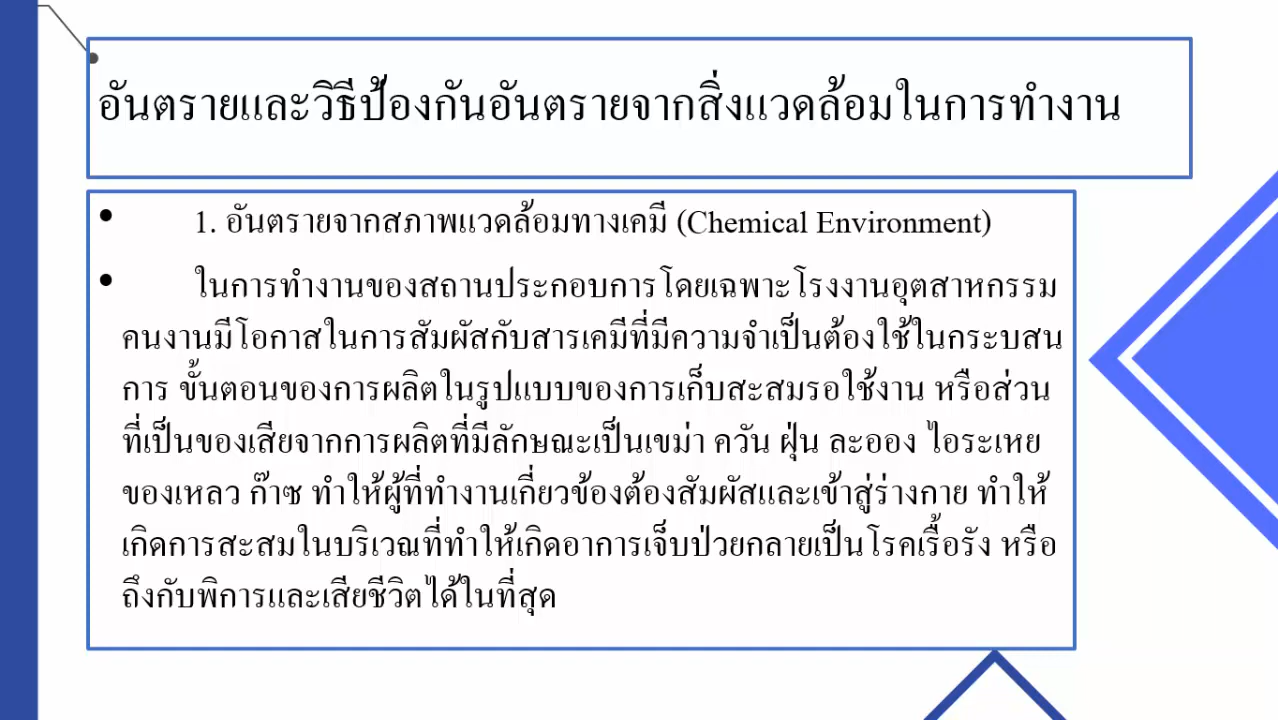 อันตรายและวิธีป้องกันอันตรายจากสิ่งแวดล้อมในการทำงาน
• 1. อันตรายจากสภาพแวดล้อมทางเคมี (Chemical Environment)
• ในการทำงานของสถานประกอบการโดยเฉพาะโรงงานอุตสาหกรรม
คนงานมีโอกาสในการสัมผัสกับสารเคมีที่มีความจำเป็นต้องใช้ในกระบสน
การ ขั้นตอนของการผลิตในรูปแบบของการเก็บสะสมรอใช้งาน หรือส่วน
ที่เป็นของเสียจากการผลิตที่มีลักษณะเป็นเขม่า ควัน ฝุ่น ละออง ไอระเหย
ของเหลว ก๊าซ ทำให้ผู้ที่ทำงานเกี่ยวข้องต้องสัมผัสและเข้าสู่ร่างกาย ทำให้
เกิดการสะสมในบริเวณที่ทำให้เกิดอาการเจ็บป่วยกลายเป็นโรคเรื้อรัง หรือ
ถึงกับพิการและเสียชีวิตได้ในที่สุด